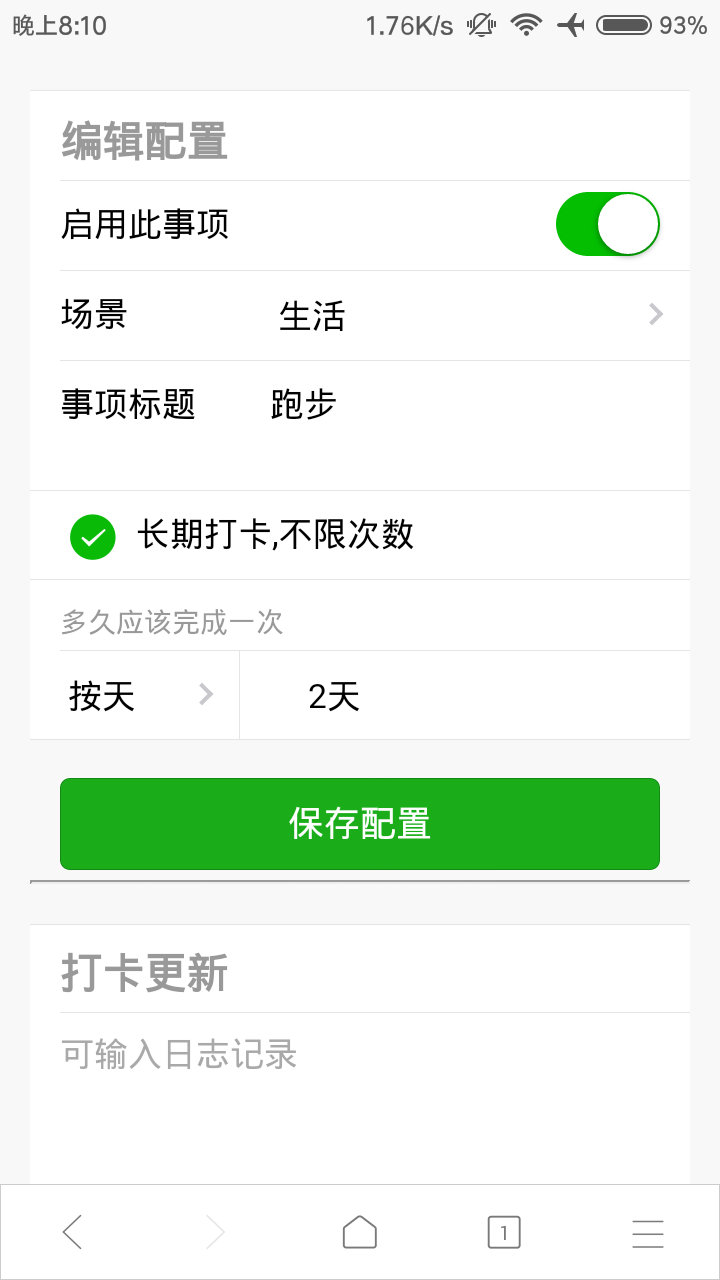 晚上8:10 1.76K/s 93%
编辑配置
启用此事项
场景 生活
事项标题 跑步
长期打卡,不限次数
多久应该完成一次
按天 2天
保存配置
打卡更新
可输入日志记录
1